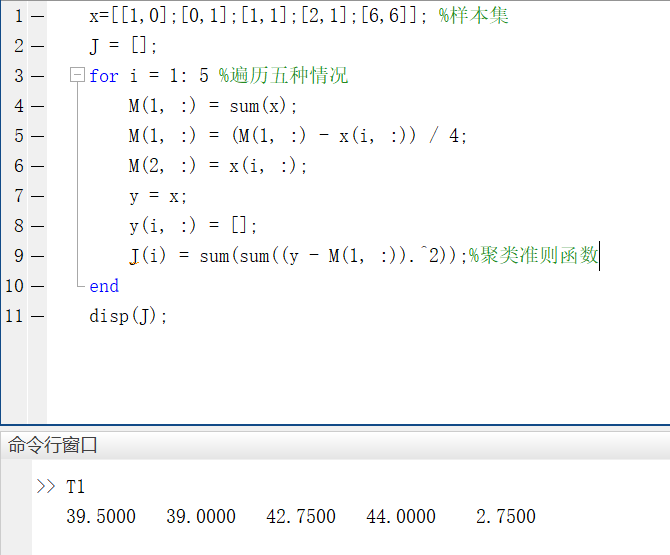 1 — x=[[1,0];[0,1];[1,1];[2,1];[6,6]]; %样本集
2 — J = [];
3 — for i = 1: 5 %遍历五种情况
4 — M(1, :) = sum(x);
5 — M(1, :) = (M(1, :) - x(i, :)) / 4;
6 — M(2, :) = x(i, :);
7 — y = x;
8 — y(i, :) = [];
9 — J(i) = sum(sum((y - M(1, :)).^2));%聚类准则函数
10 — end
11 — disp(J);
命令行窗口
>> T1
39.5000 39.0000 42.7500 44.0000 2.7500